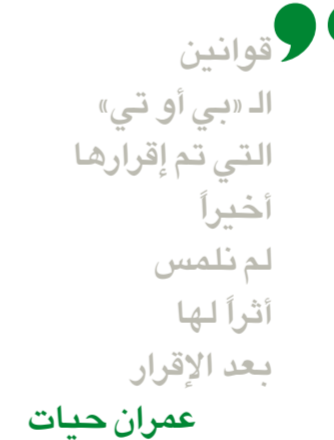 قوانين
الـ «بي أو تي»
التي تم إقرارها
أخيراً
لم نلمس
أثراً لها
بعد الإقرار
عمران حيات